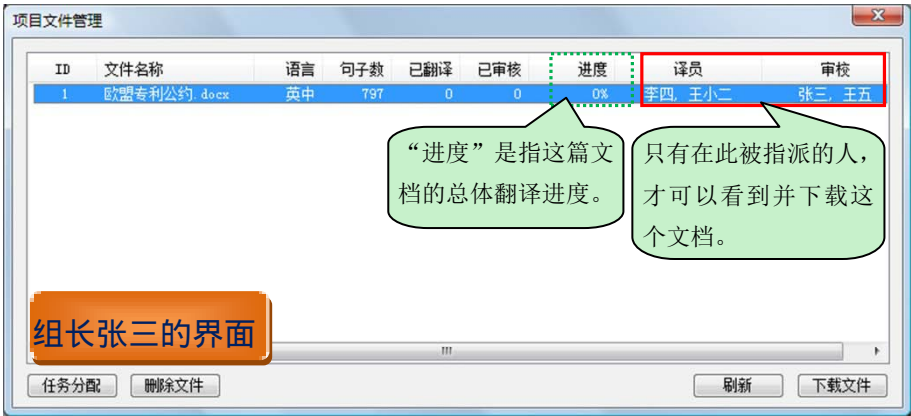 项目文件管理
ID 文件名称 语言 句子数 已翻译 已审核 进度 译员 审核
1 欧盟专利公约.docx 英中 797 0 0 0% 李四, 王小二 张三, 王五
“进度”是指这篇文
档的总体翻译进度。
只有在此被指派的人，
才可以看到并下载这
个文档。
组长张三的界面
任务分配 删除文件 刷新 下载文件